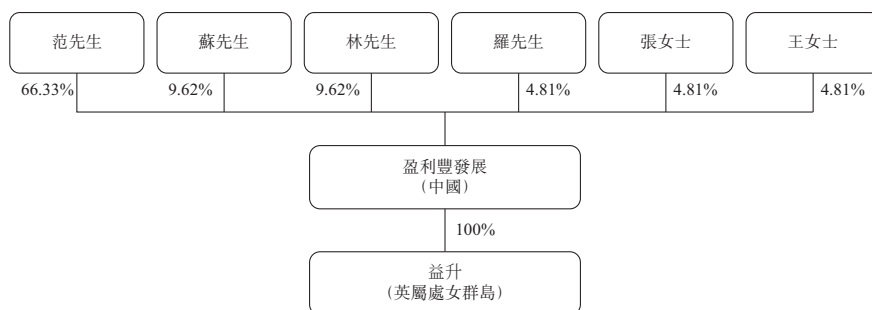 范先生
蘇先生
林先生
羅先生
張女士
王女士
66.33%
9.62%
9.62%
4.81%
4.81%
4.81%
盈利豐發展
（中國）
100%
益升
（英屬處女群島）